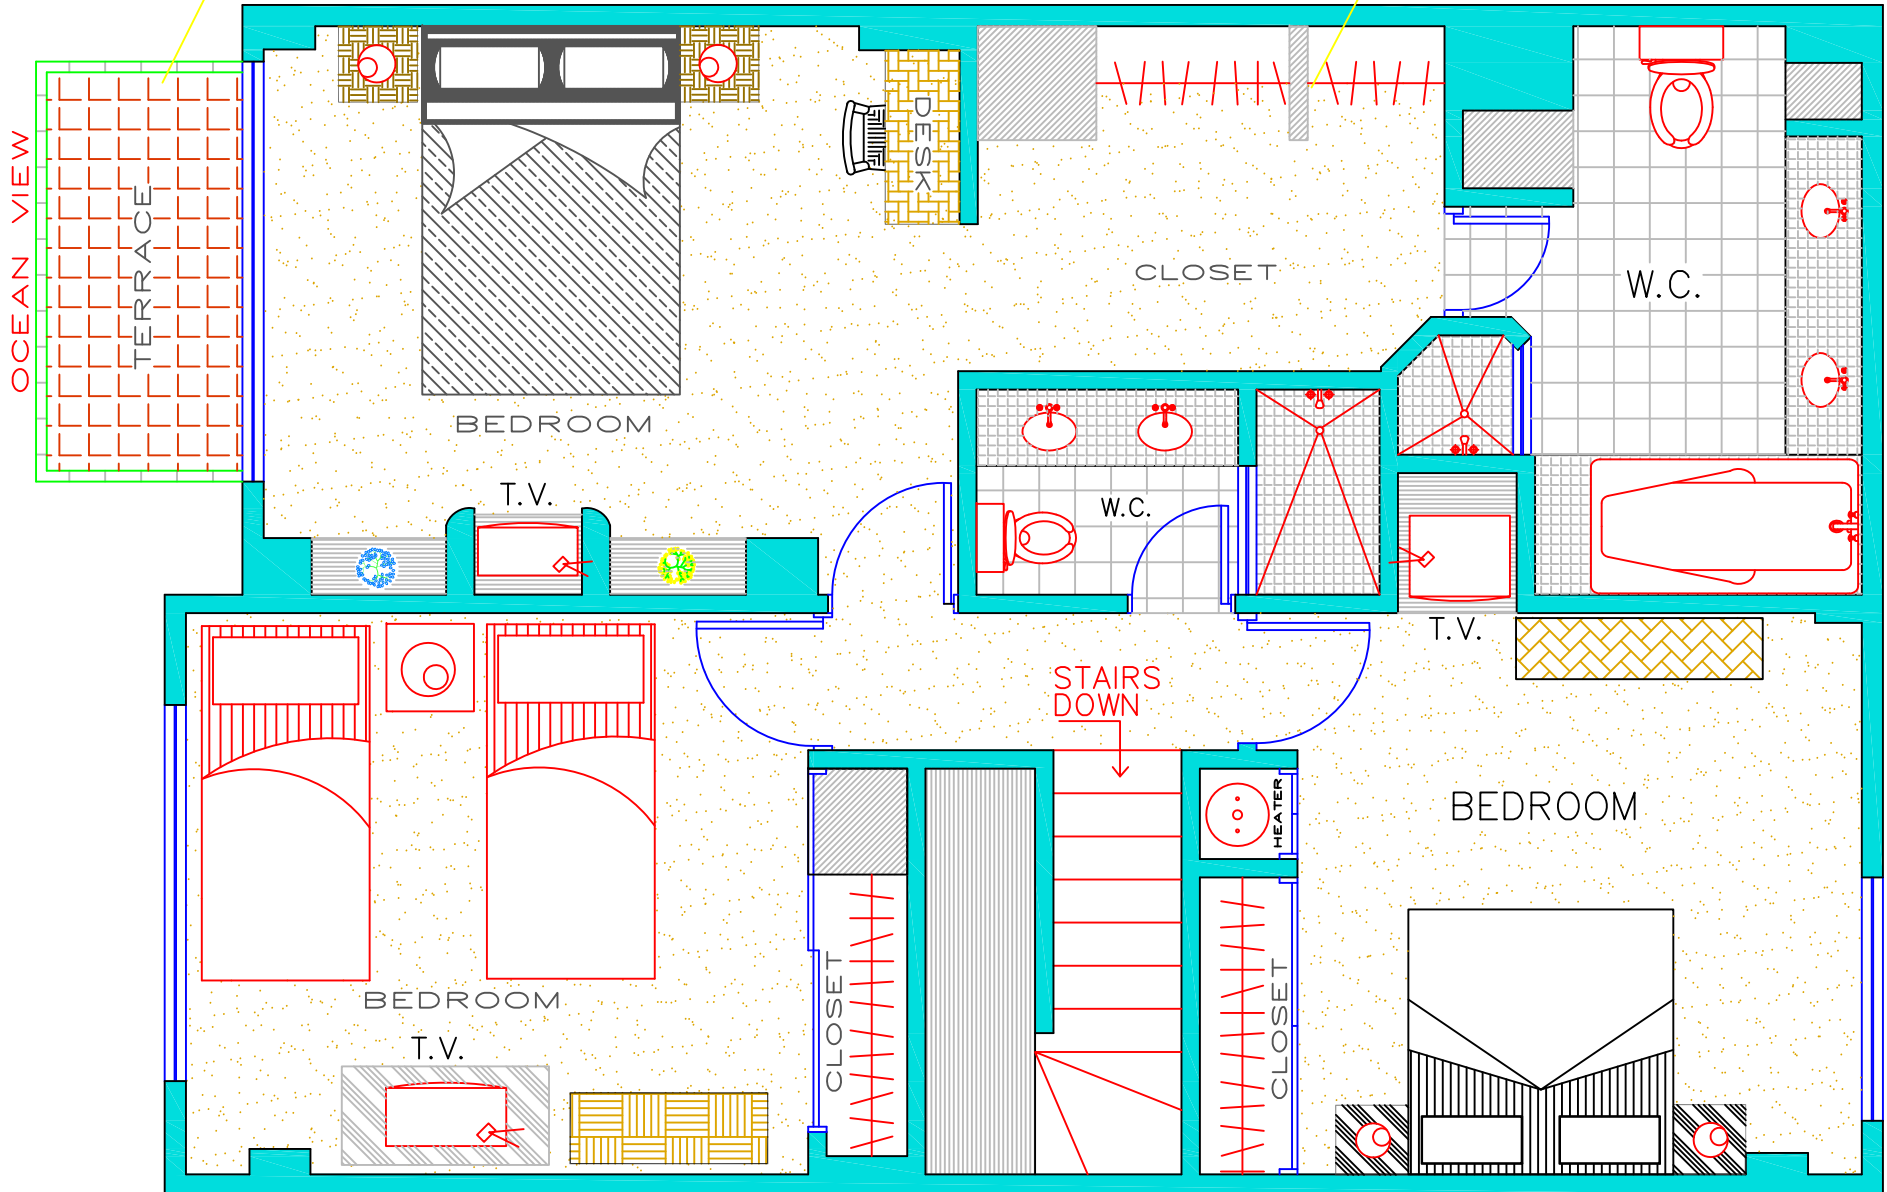 OCEAN VIEW
TERRACE
DESK
CLOSET
W.C.
BEDROOM
T.V.
W.C.
T.V.
STAIRS
DOWN
HEATER
BEDROOM
BEDROOM
T.V.
CLOSET
CLOSET